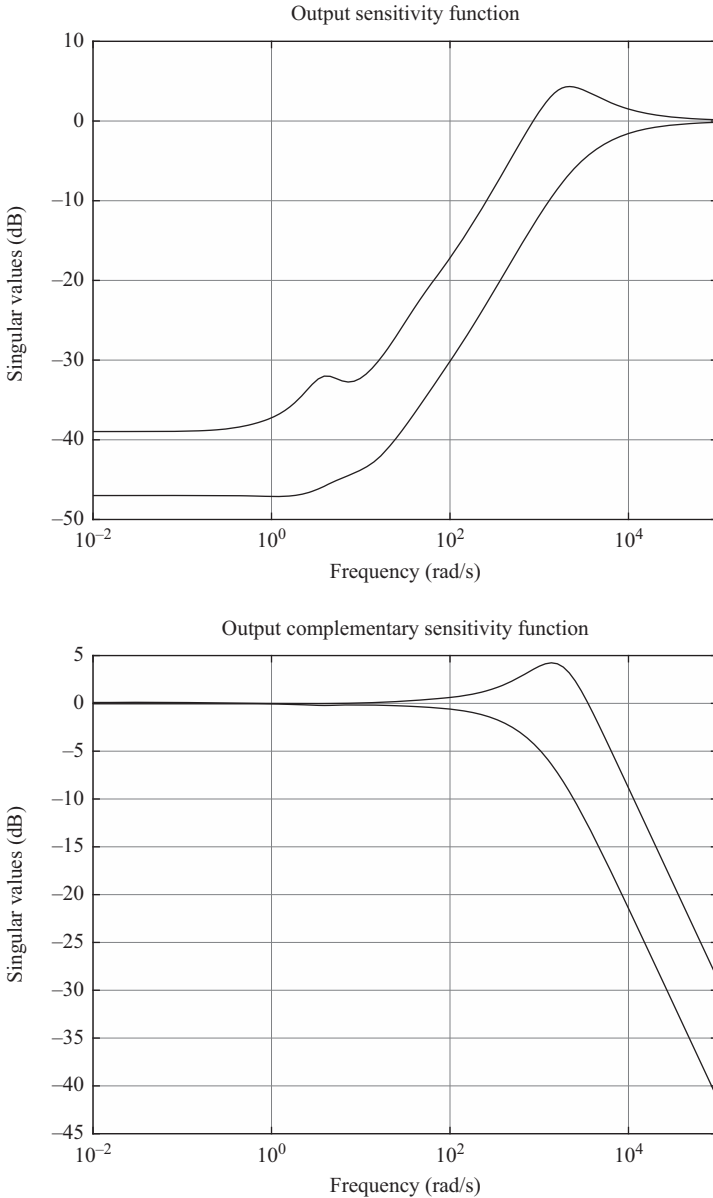 Output sensitivity function
10
0
–10
–20
–30
–40
–50
Singular values (dB)
10⁻² 10⁰ 10² 10⁴
Frequency (rad/s)
Output complementary sensitivity function
5
0
–5
–10
–15
–20
–25
–30
–35
–40
–45
Singular values (dB)
10⁻² 10⁰ 10² 10⁴
Frequency (rad/s)